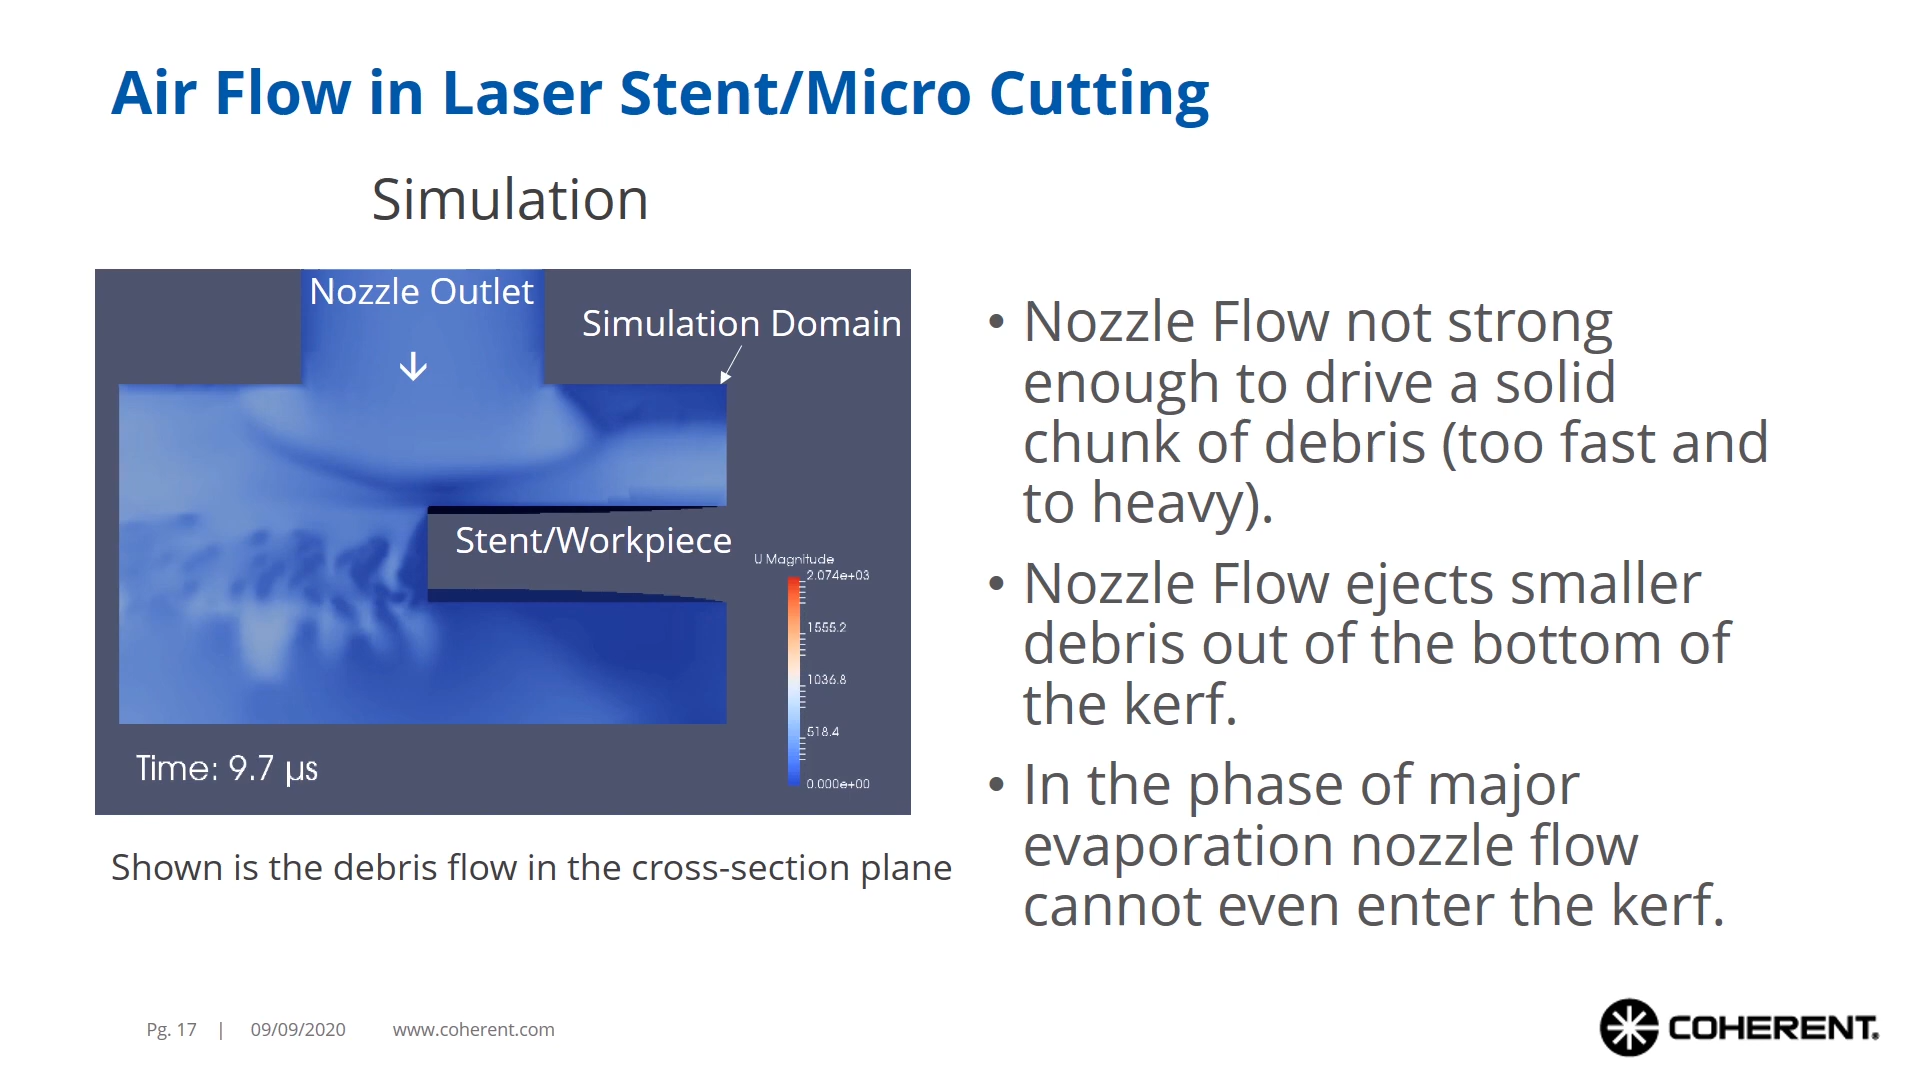 Air Flow in Laser Stent/Micro Cutting
Simulation
Nozzle Outlet
Simulation Domain
Stent/Workpiece
U Magnitude
2.074e+03
1555.2
1036.8
518.4
0.000e+00
Time: 9.7 µs
Shown is the debris flow in the cross-section plane
• Nozzle Flow not strong
enough to drive a solid
chunk of debris (too fast and
to heavy).
• Nozzle Flow ejects smaller
debris out of the bottom of
the kerf.
• In the phase of major
evaporation nozzle flow
cannot even enter the kerf.
Pg. 17 | 09/09/2020 www.coherent.com
COHERENT.